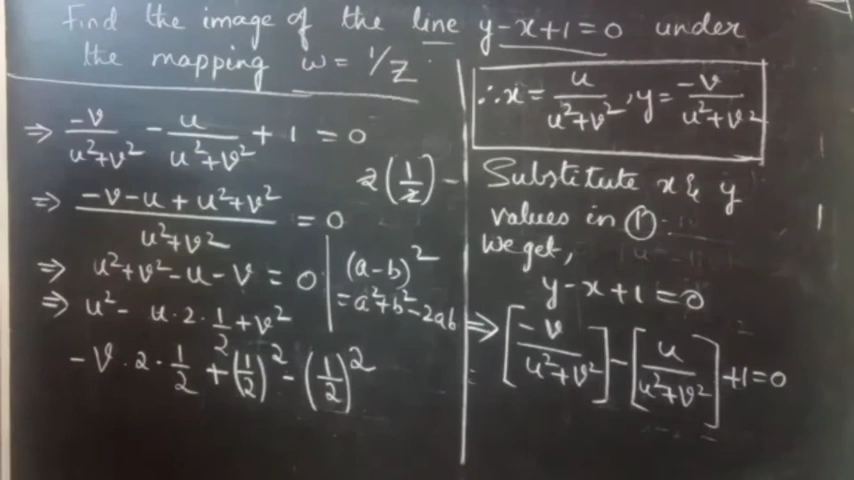 Find the image of the line y-x+1=0 under
the mapping w = 1/z.
∴x = u/(u²+v²), y = -v/(u²+v²)
Substitute x & y
values in ①
We get,
y-x+1=0
⇒ [-v/(u²+v²)] - [u/(u²+v²)] +1=0
⇒ -v/(u²+v²) - u/(u²+v²) + 1 = 0
2(1/2) -
⇒ (-v-u+u²+v²)/(u²+v²) = 0
⇒ u²+v²-u-v = 0
(a-b)²
= a²+b²-2ab
⇒ u² - u·2·1/2 + v²
-v·2·1/2 + (1/2)² - (1/2)²